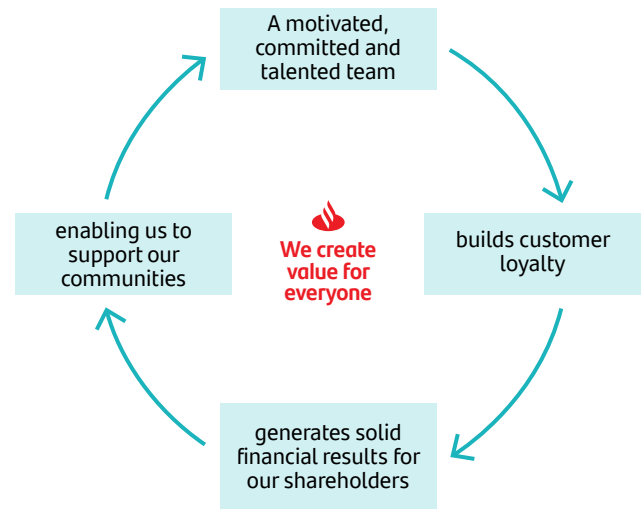 A motivated,
committed and
talented team
builds customer
loyalty
generates solid
financial results for
our shareholders
enabling us to
support our
communities
We create
value for
everyone